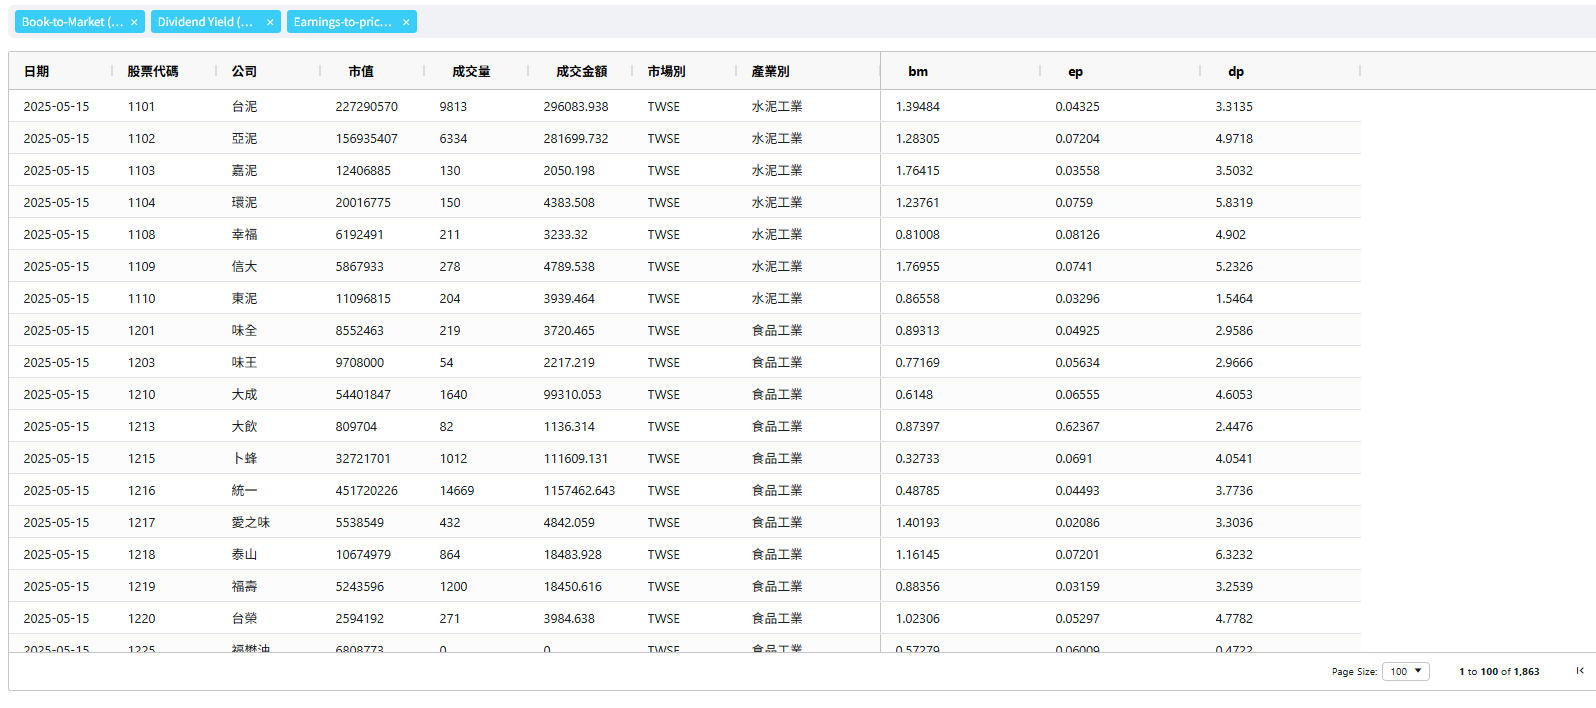 Book-to-Market (... × Dividend Yield (... × Earnings-to-pric... ×
日期 股票代碼 公司 市值 成交量 成交金額 市場別 產業別 bm ep dp
2025-05-15 1101 台泥 227290570 9813 296083.938 TWSE 水泥工業 1.39484 0.04325 3.3135
2025-05-15 1102 亞泥 156935407 6334 281699.732 TWSE 水泥工業 1.28305 0.07204 4.9718
2025-05-15 1103 嘉泥 12406885 130 2050.198 TWSE 水泥工業 1.76415 0.03558 3.5032
2025-05-15 1104 環泥 20016775 150 4383.508 TWSE 水泥工業 1.23761 0.0759 5.8319
2025-05-15 1108 幸福 6192491 211 3233.32 TWSE 水泥工業 0.81008 0.08126 4.902
2025-05-15 1109 信大 5867933 278 4789.538 TWSE 水泥工業 1.76955 0.0741 5.2326
2025-05-15 1110 東泥 11096815 204 3939.464 TWSE 水泥工業 0.86558 0.03296 1.5464
2025-05-15 1201 味全 8552463 219 3720.465 TWSE 食品工業 0.89313 0.04925 2.9586
2025-05-15 1203 味王 9708000 54 2217.219 TWSE 食品工業 0.77169 0.05634 2.9666
2025-05-15 1210 大成 54401847 1640 99310.053 TWSE 食品工業 0.6148 0.06555 4.6053
2025-05-15 1213 大飲 809704 82 1136.314 TWSE 食品工業 0.87397 0.62367 2.4476
2025-05-15 1215 卜蜂 32721701 1012 111609.131 TWSE 食品工業 0.32733 0.0691 4.0541
2025-05-15 1216 統一 451720226 14669 1157462.643 TWSE 食品工業 0.48785 0.04493 3.7736
2025-05-15 1217 愛之味 5538549 432 4842.059 TWSE 食品工業 1.40193 0.02086 3.3036
2025-05-15 1218 泰山 10674979 864 18483.928 TWSE 食品工業 1.16145 0.07201 6.3232
2025-05-15 1219 福壽 5243596 1200 18450.616 TWSE 食品工業 0.88356 0.03159 3.2539
2025-05-15 1220 台榮 2594192 271 3984.638 TWSE 食品工業 1.02306 0.05297 4.7782
2025-05-15 1225 福懋油 6808773 0 0 TWSE 食品工業 0.57279 0.06009 0.4722
Page Size: 100 1 to 100 of 1,863